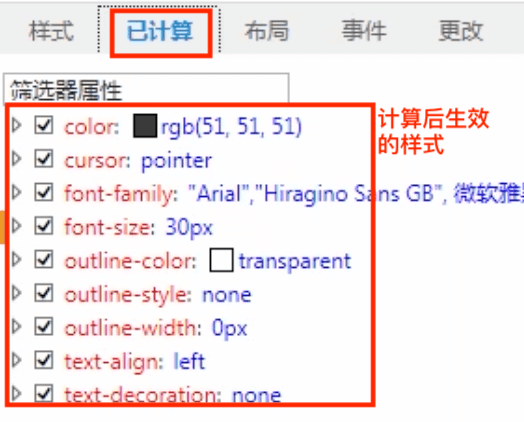 样式 已计算 布局 事件 更改
筛选器属性
color: rgb(51, 51, 51)
cursor: pointer
font-family: "Arial","Hiragino Sans GB", 微软雅
font-size: 30px
outline-color: transparent
outline-style: none
outline-width: 0px
text-align: left
text-decoration: none
计算后生效
的样式